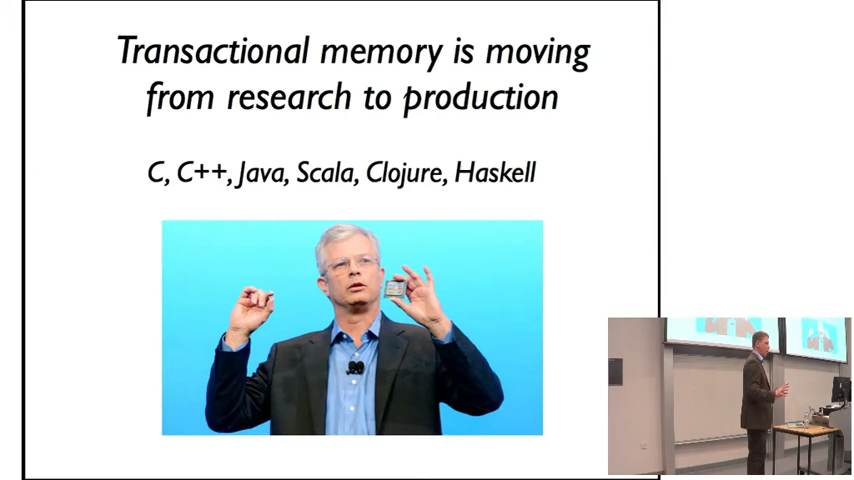 Transactional memory is moving
from research to production
C, C++, Java, Scala, Clojure, Haskell